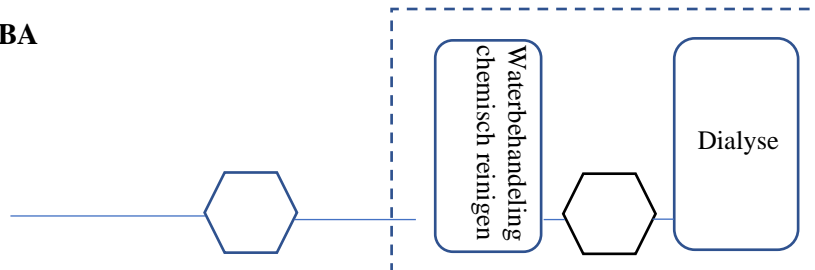 BA
Waterbehandeling
chemisch reinigen
Dialyse